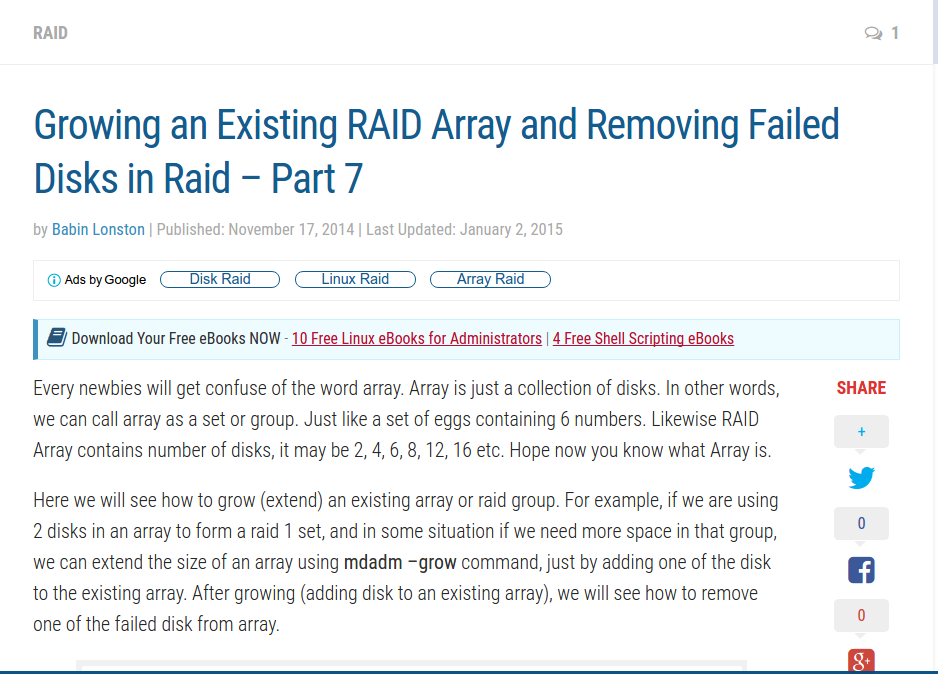 RAID
1
Growing an Existing RAID Array and Removing Failed
Disks in Raid – Part 7
by Babin Lonston | Published: November 17, 2014 | Last Updated: January 2, 2015
Ads by Google Disk Raid Linux Raid Array Raid
Download Your Free eBooks NOW - 10 Free Linux eBooks for Administrators | 4 Free Shell Scripting eBooks
Every newbies will get confuse of the word array. Array is just a collection of disks. In other words,
we can call array as a set or group. Just like a set of eggs containing 6 numbers. Likewise RAID
Array contains number of disks, it may be 2, 4, 6, 8, 12, 16 etc. Hope now you know what Array is.
Here we will see how to grow (extend) an existing array or raid group. For example, if we are using
2 disks in an array to form a raid 1 set, and in some situation if we need more space in that group,
we can extend the size of an array using mdadm –grow command, just by adding one of the disk
to the existing array. After growing (adding disk to an existing array), we will see how to remove
one of the failed disk from array.
SHARE
+
0
f
0
g+